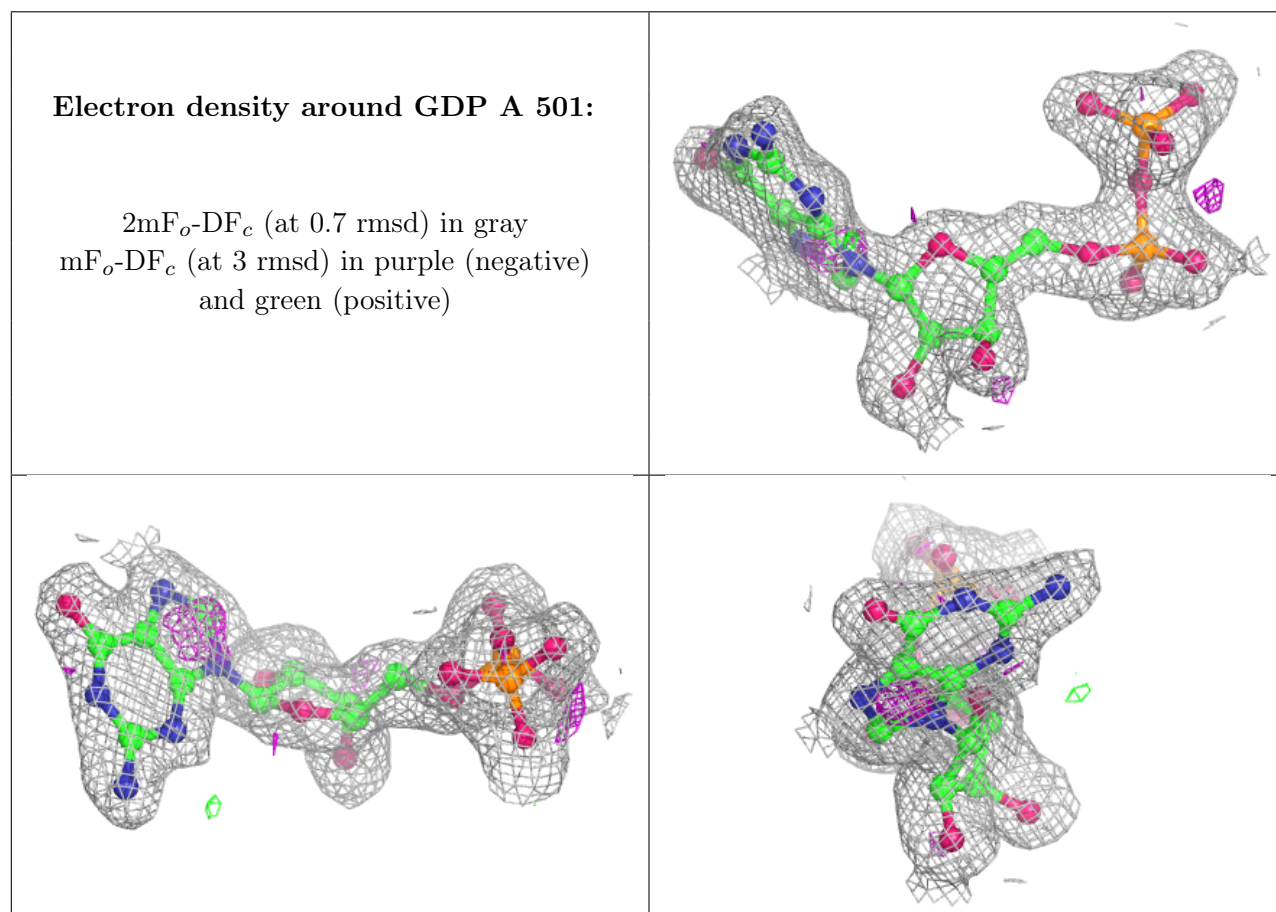 Electron density around GDP A 501:
2mFo-DFc (at 0.7 rmsd) in gray
mFo-DFc (at 3 rmsd) in purple (negative)
and green (positive)